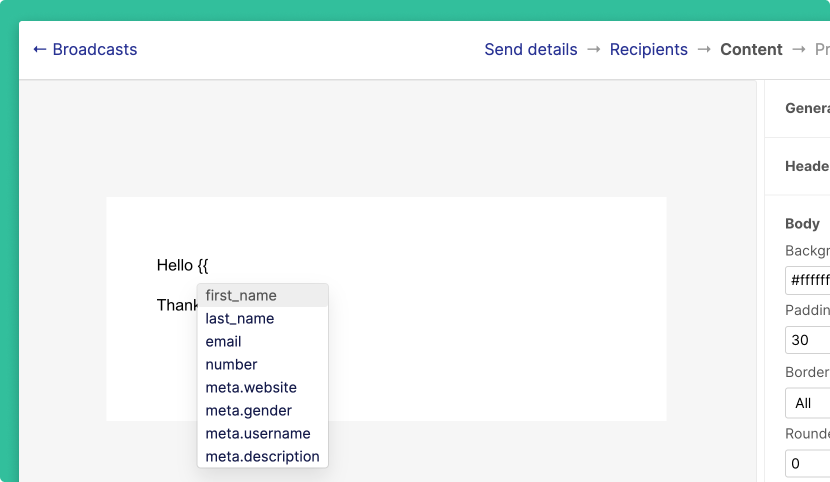 ← Broadcasts
Send details → Recipients → Content → Pr
Genera
Heade
Body
Backgr
#ffffff
Paddin
30
Border
All
Rounde
0
Hello {{
Thank
first_name
last_name
email
number
meta.website
meta.gender
meta.username
meta.description